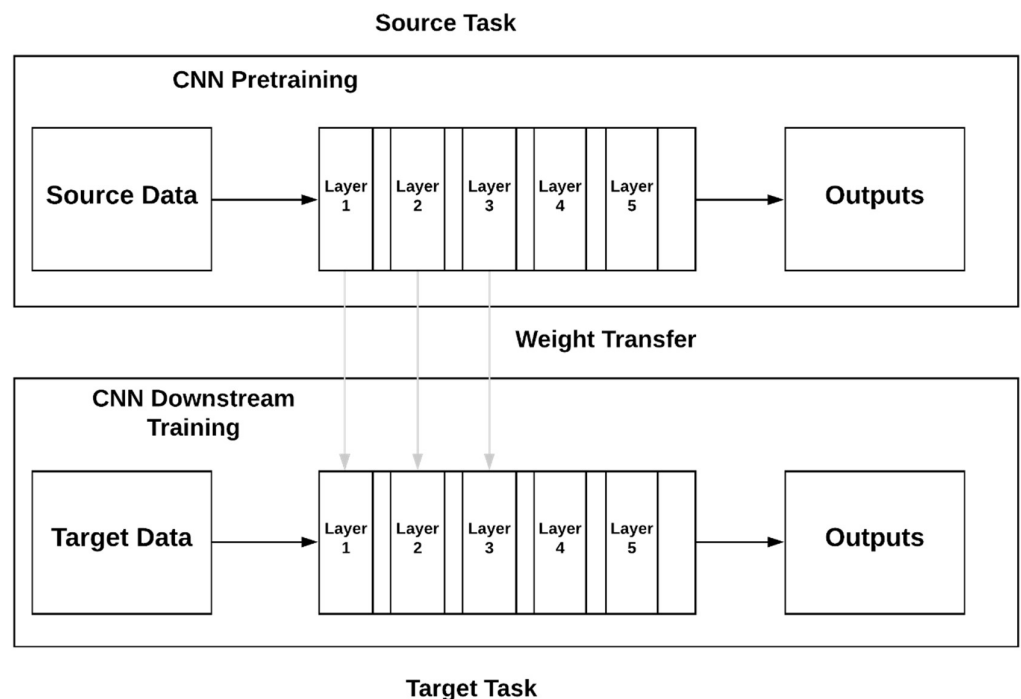 Source Task
CNN Pretraining
Source Data
Layer
1
Layer
2
Layer
3
Layer
4
Layer
5
Outputs
Weight Transfer
CNN Downstream
Training
Target Data
Layer
1
Layer
2
Layer
3
Layer
4
Layer
5
Outputs
Target Task